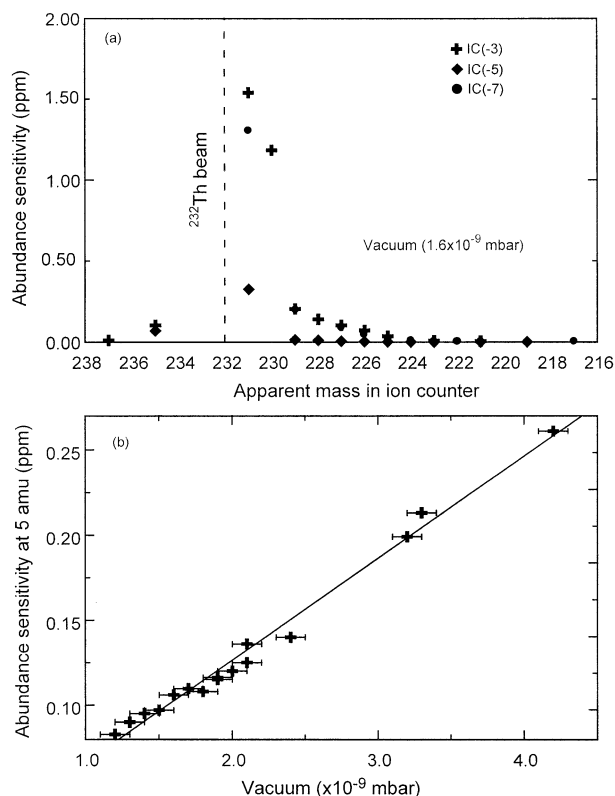 2.00
(a)
IC(-3)
IC(-5)
IC(-7)
1.50
1.00
0.50
0.00
Abundance sensitivity (ppm)
²³²Th beam
Vacuum (1.6x10⁻⁹ mbar)
238 236 234 232 230 228 226 224 222 220 218 216
Apparent mass in ion counter
(b)
0.25
0.20
0.15
0.10
Abundance sensitivity at 5 amu (ppm)
1.0 2.0 3.0 4.0
Vacuum (x10⁻⁹ mbar)